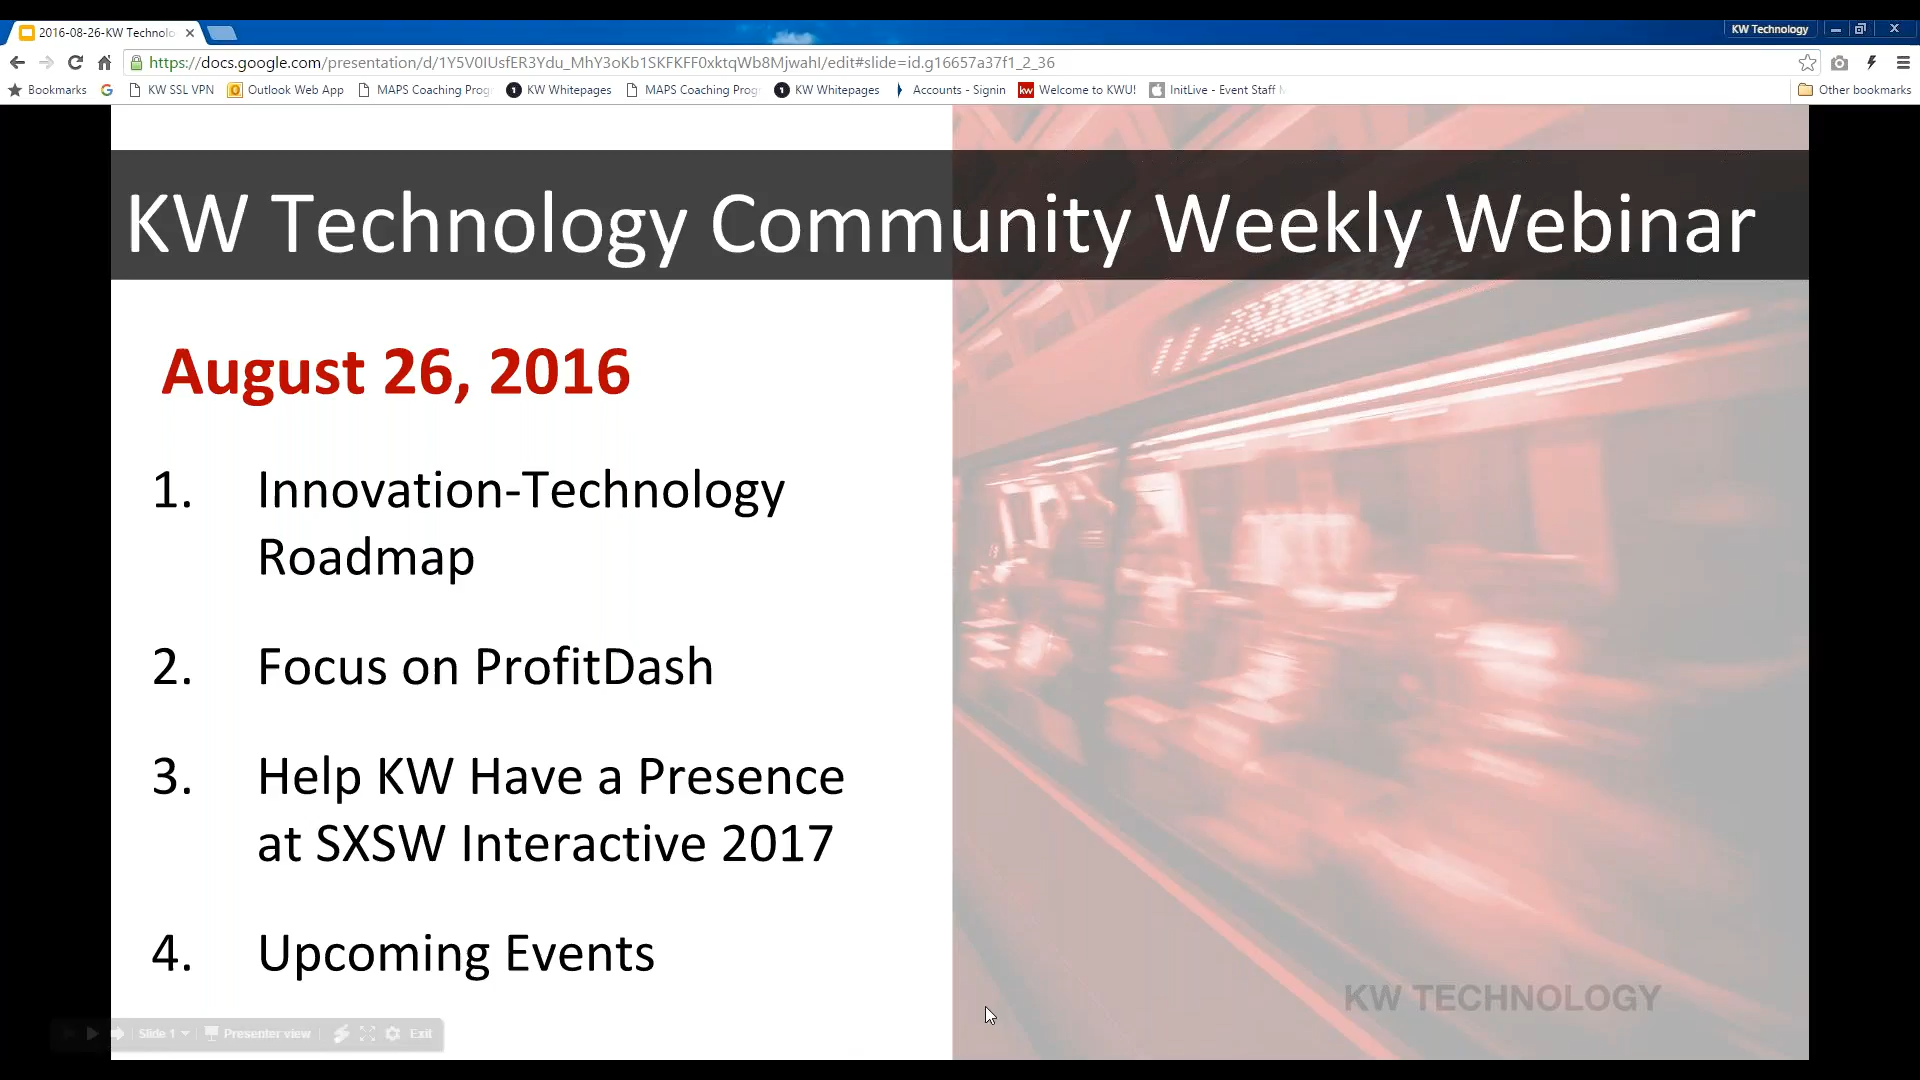 2016-08-26-KW Technolo
KW Technology
https://docs.google.com/presentation/d/1Y5V0IUsfER3Ydu_MhY3oKb1SKFKFF0xktqWb8MjwahI/edit#slide=id.g16657a37f1_2_36
Bookmarks KW SSL VPN Outlook Web App MAPS Coaching Prog KW Whitepages MAPS Coaching Prog KW Whitepages Accounts - Signin Welcome to KWU! InitLive - Event Staff Other bookmarks
KW Technology Community Weekly Webinar
August 26, 2016
1. Innovation-Technology
Roadmap
2. Focus on ProfitDash
3. Help KW Have a Presence
at SXSW Interactive 2017
4. Upcoming Events
KW TECHNOLOGY
Slide 1 Presenter view Exit